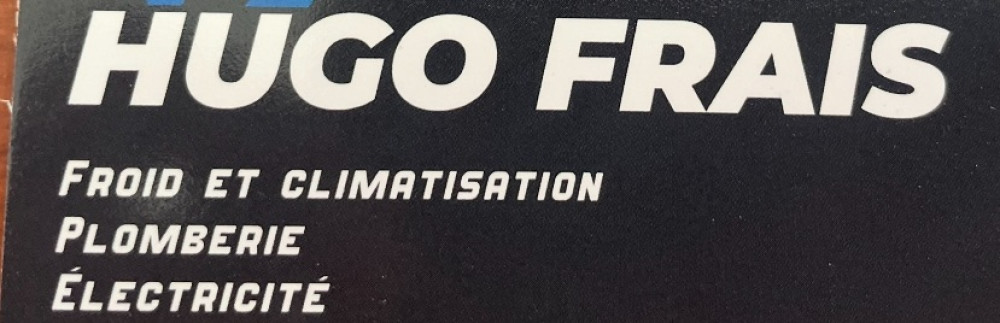 HUGO FRAIS
Froid et climatisation
Plomberie
Électricité